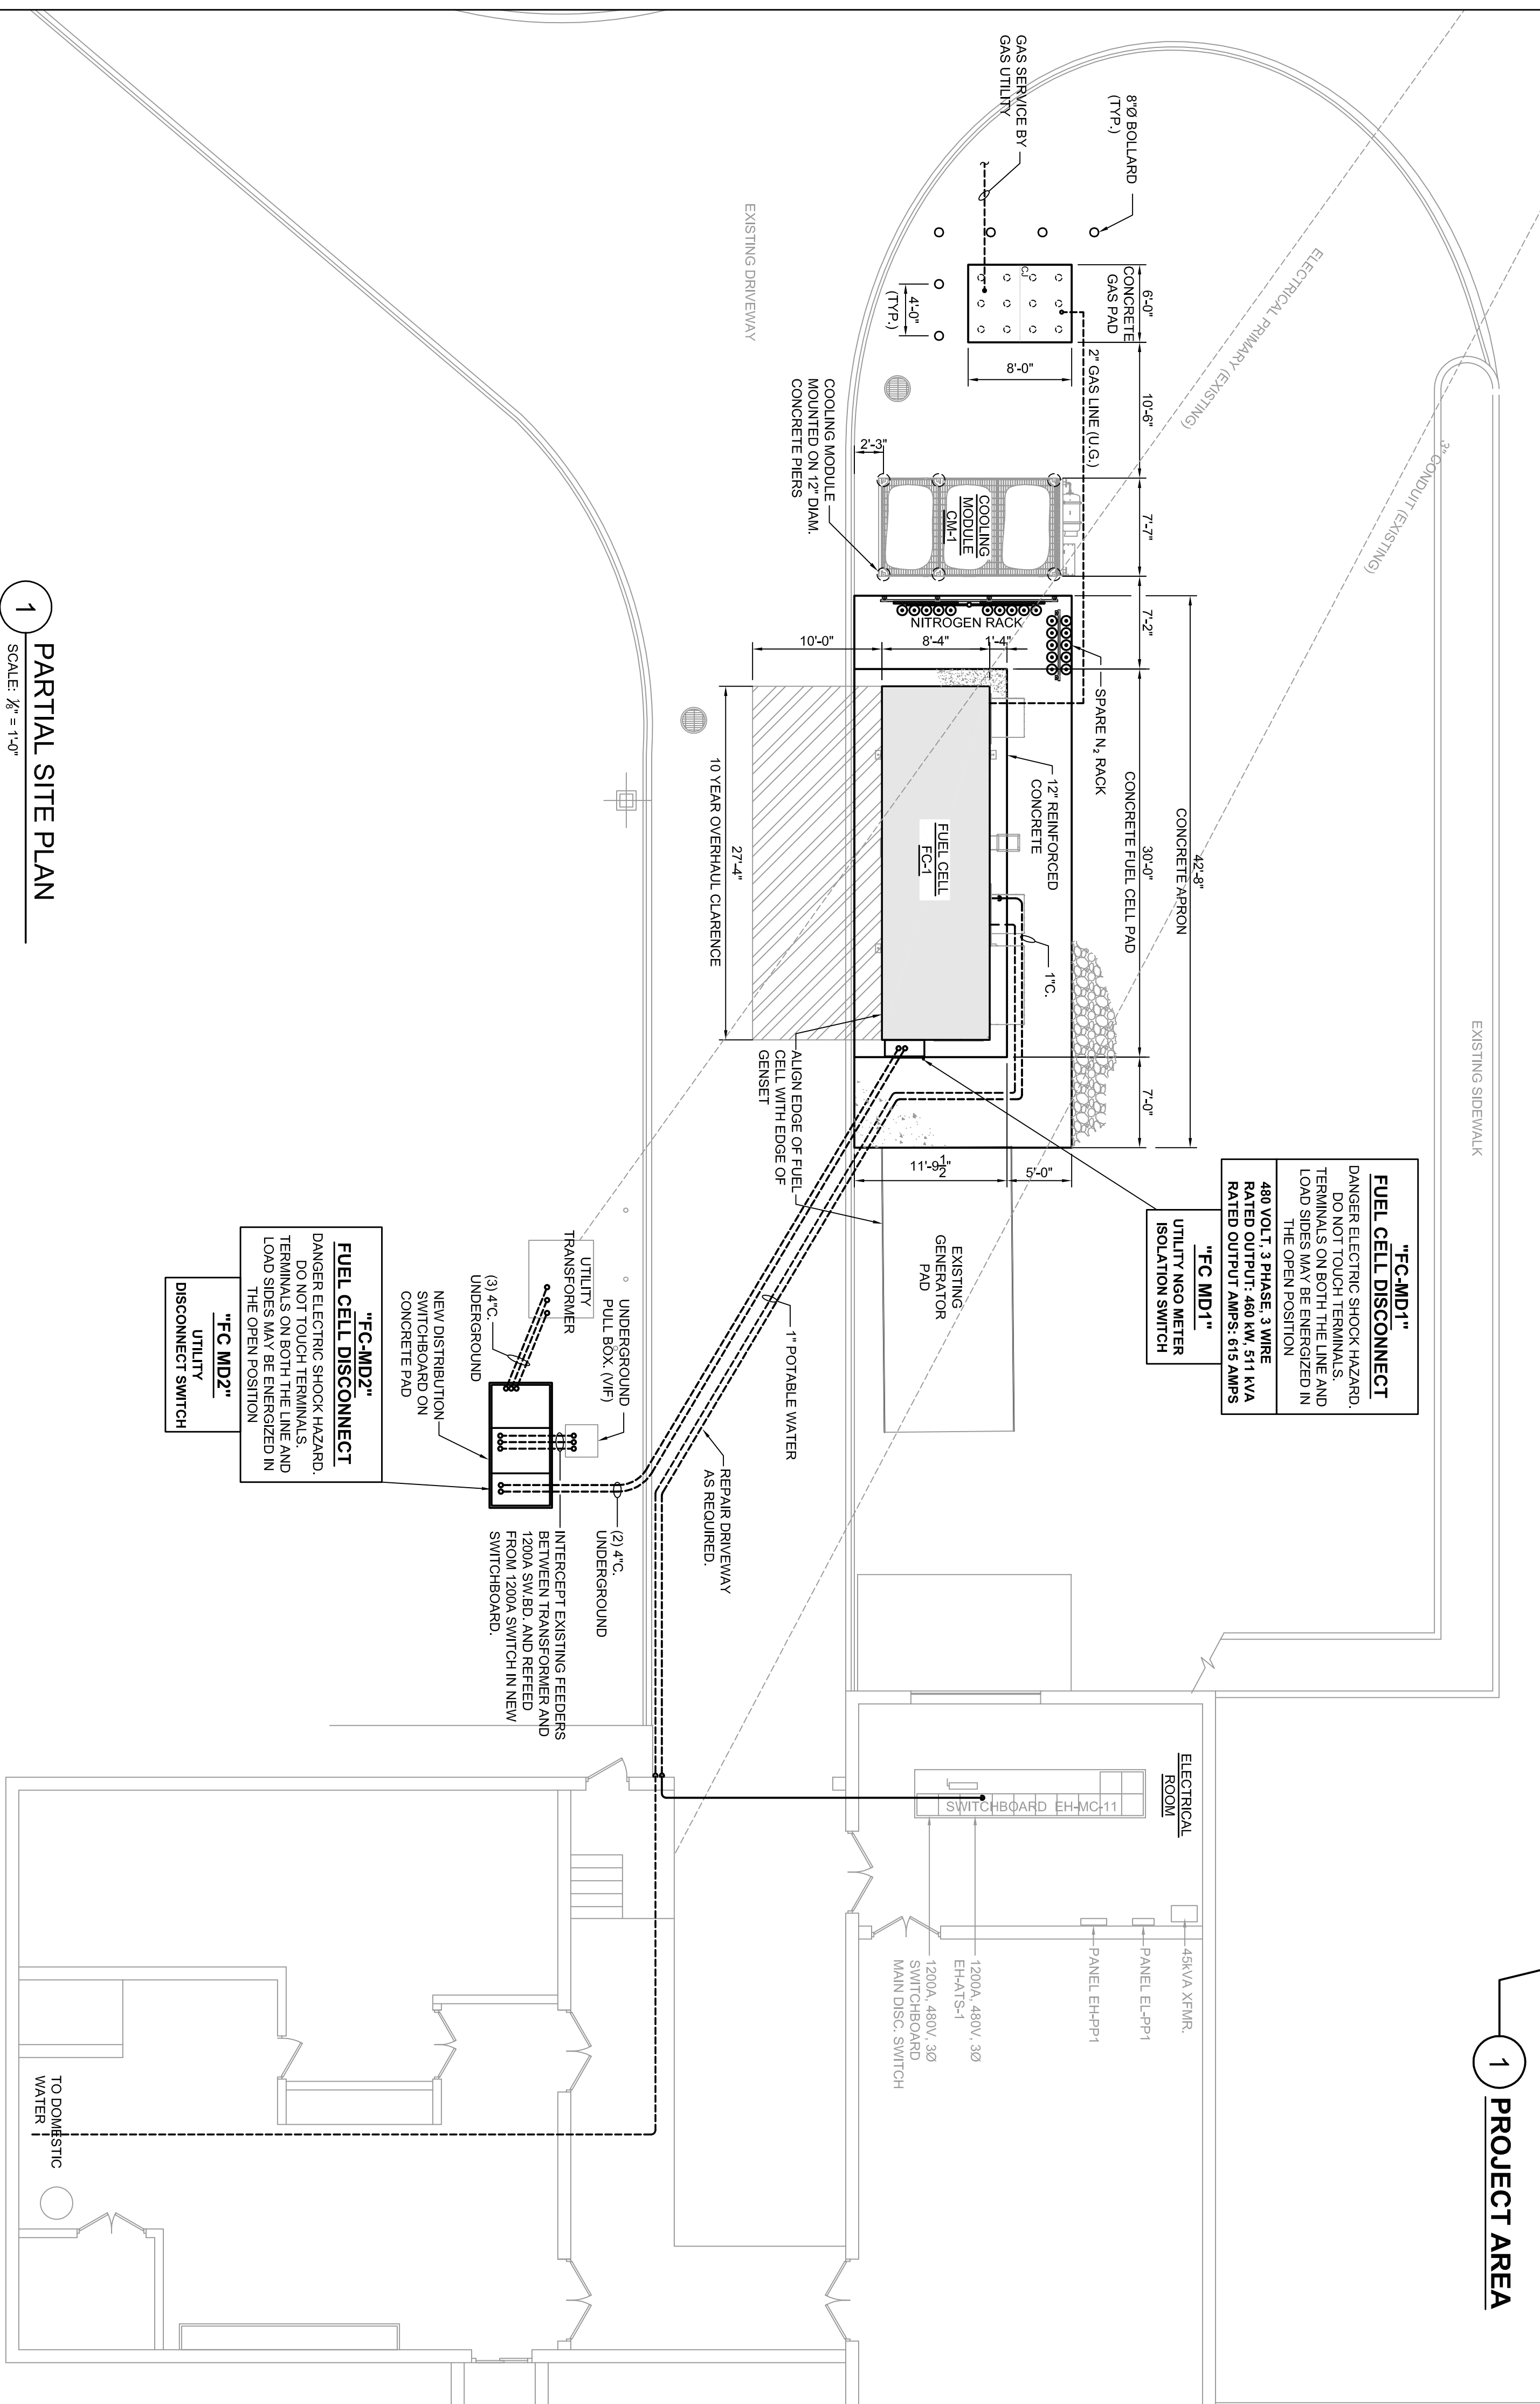 EXISTING SIDEWALK
"FC-MD1"
FUEL CELL DISCONNECT
DANGER ELECTRIC SHOCK HAZARD.
DO NOT TOUCH TERMINALS.
TERMINALS ON BOTH THE LINE AND
LOAD SIDES MAY BE ENERGIZED IN
THE OPEN POSITION
480 VOLT, 3 PHASE, 3 WIRE
RATED OUTPUT: 460 kW, 511 kVA
RATED OUTPUT AMPS: 615 AMPS
"FC MD1"
UTILITY NGO METER
ISOLATION SWITCH
1
PROJECT AREA
3" CONDUIT (EXISTING)
ELECTRICAL PRIMARY (EXISTING)
8"Ø BOLLARD
(TYP.)
GAS SERVICE BY
GAS UTILITY
6'-0"
CONCRETE
GAS PAD
CJ
8'-0"
4'-0"
(TYP.)
10'-6"
2" GAS LINE (U.G.)
7'-7"
7'-2"
2'-3"
COOLING
MODULE
CM-1
COOLING MODULE
MOUNTED ON 12" DIAM.
CONCRETE PIERS
42'-8"
CONCRETE APRON
30'-0"
CONCRETE FUEL CELL PAD
7'-0"
SPARE N₂ RACK
NITROGEN RACK
12" REINFORCED
CONCRETE
1'-4"
8'-4"
10'-0"
FUEL CELL
FC-1
1"C.
27'-4"
10 YEAR OVERHAUL CLARENCE
ALIGN EDGE OF FUEL
CELL WITH EDGE OF
GENSET
5'-0"
11'-9 1/2"
EXISTING
GENERATOR
PAD
EXISTING DRIVEWAY
1" POTABLE WATER
REPAIR DRIVEWAY
AS REQUIRED.
ELECTRICAL
ROOM
SWITCHBOARD EH-MC-11
45kVA XFMR.
PANEL EL-PP1
PANEL EH-PP1
1200A, 480V, 3Ø
EH-ATS-1
1200A, 480V, 3Ø
SWITCHBOARD
MAIN DISC. SWITCH
UTILITY
TRANSFORMER
UNDERGROUND
PULL BOX. (VIF)
(3) 4"C.
UNDERGROUND
NEW DISTRIBUTION
SWITCHBOARD ON
CONCRETE PAD
(2) 4"C.
UNDERGROUND
INTERCEPT EXISTING FEEDERS
BETWEEN TRANSFORMER AND
1200A SW.BD. AND REFEED
FROM 1200A SWITCH IN NEW
SWITCHBOARD.
"FC-MD2"
FUEL CELL DISCONNECT
DANGER ELECTRIC SHOCK HAZARD.
DO NOT TOUCH TERMINALS.
TERMINALS ON BOTH THE LINE AND
LOAD SIDES MAY BE ENERGIZED IN
THE OPEN POSITION
"FC MD2"
UTILITY
DISCONNECT SWITCH
TO DOMESTIC
WATER
1
PARTIAL SITE PLAN
SCALE: ⅛" = 1'-0"